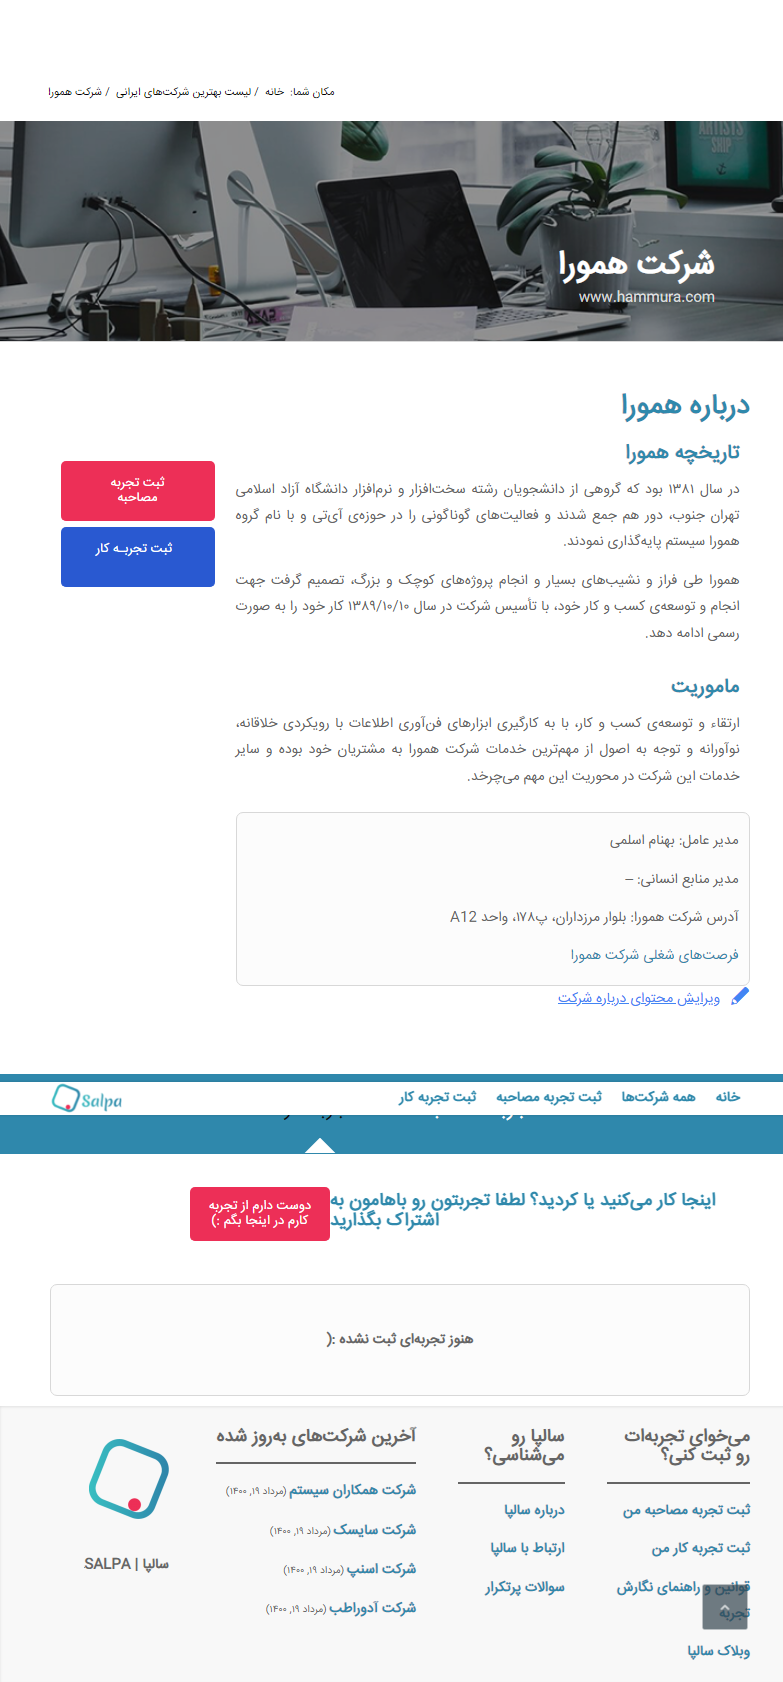 مکان شما: خانه / لیست بهترین شرکت‌های ایرانی / شرکت همورا
ARTISTS
SHIP
شرکت همورا
www.hammura.com
درباره همورا
تاریخچه همورا
در سال ۱۳۸۱ بود که گروهی از دانشجویان رشته سخت‌افزار و نرم‌افزار دانشگاه آزاد اسلامی
تهران جنوب، دور هم جمع شدند و فعالیت‌های گوناگونی را در حوزه‌ی آی‌تی و با نام گروه
همورا سیستم پایه‌گذاری نمودند.
همورا طی فراز و نشیب‌های بسیار و انجام پروژه‌های کوچک و بزرگ، تصمیم گرفت جهت
انجام و توسعه‌ی کسب و کار خود، با تأسیس شرکت در سال ۱۳۸۹/۱۰/۱۰ کار خود را به صورت
رسمی ادامه دهد.
ماموریت
ارتقاء و توسعه‌ی کسب و کار، با به کارگیری ابزارهای فن‌آوری اطلاعات با رویکردی خلاقانه،
نوآورانه و توجه به اصول از مهم‌ترین خدمات شرکت همورا به مشتریان خود بوده و سایر
خدمات این شرکت در محوریت این مهم می‌چرخد.
مدیر عامل: بهنام اسلمی
مدیر منابع انسانی: –
آدرس شرکت همورا: بلوار مرزداران، پ۱۷۸، واحد A12
فرصت‌های شغلی شرکت همورا
ویرایش محتوای درباره شرکت
ثبت تجربه
مصاحبه
ثبت تجربـه کار
خانه همه شرکت‌ها ثبت تجربه مصاحبه ثبت تجربه کار
Salpa
اینجا کار می‌کنید یا کردید؟ لطفا تجربتون رو باهامون به
اشتراک بگذارید
دوست دارم از تجربه
کارم در اینجا بگم :)
هنوز تجربه‌ای ثبت نشده :(
می‌خوای تجربه‌ات
رو ثبت کنی؟
ثبت تجربه مصاحبه من
ثبت تجربه کار من
قوانین و راهنمای نگارش
تجربه
وبلاک سالپا
سالپا رو
می‌شناسی؟
درباره سالپا
ارتباط با سالپا
سوالات پرتکرار
آخرین شرکت‌های به‌روز شده
شرکت همکاران سیستم (مرداد ۱۹, ۱۴۰۰)
شرکت سایسک (مرداد ۱۹, ۱۴۰۰)
شرکت اسنپ (مرداد ۱۹, ۱۴۰۰)
شرکت آدوراطب (مرداد ۱۹, ۱۴۰۰)
سالپا | SALPA